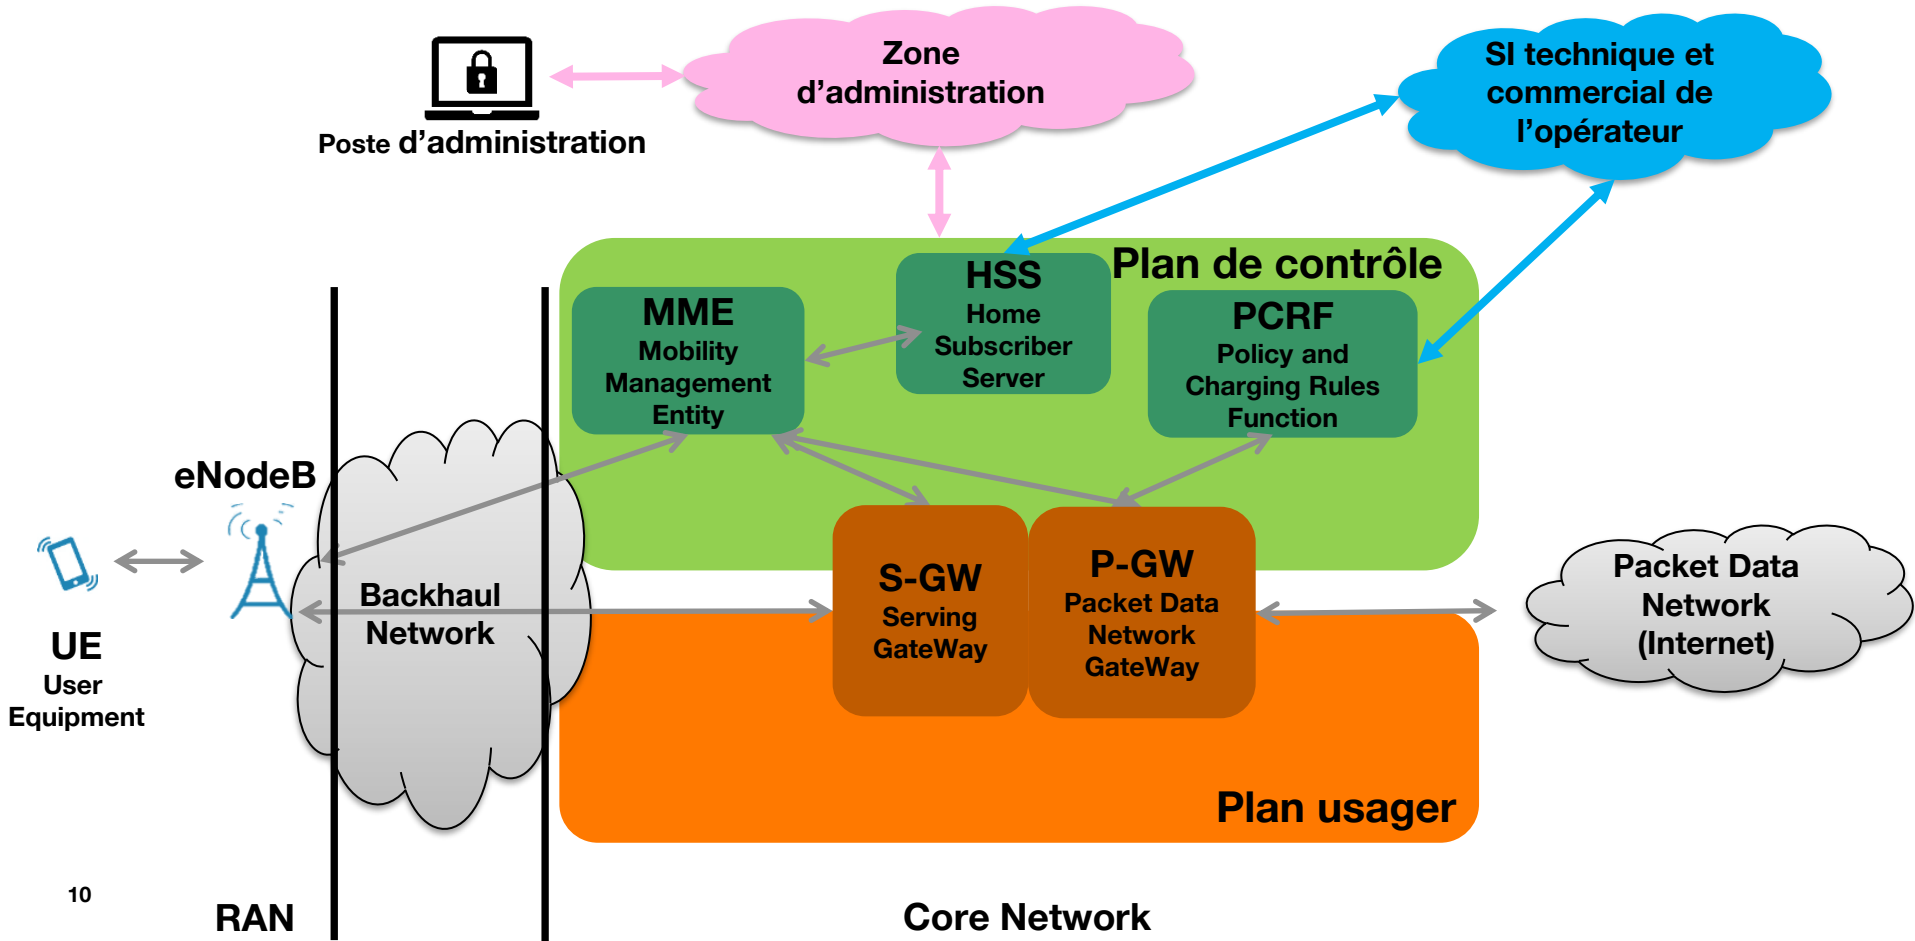 Zone
d’administration
SI technique et
commercial de
l’opérateur
Poste d’administration
Plan de contrôle
HSS
Home
Subscriber
Server
MME
Mobility
Management
Entity
PCRF
Policy and
Charging Rules
Function
eNodeB
Backhaul
Network
S-GW
Serving
GateWay
P-GW
Packet Data
Network
GateWay
Packet Data
Network
(Internet)
UE
User
Equipment
Plan usager
10
RAN
Core Network